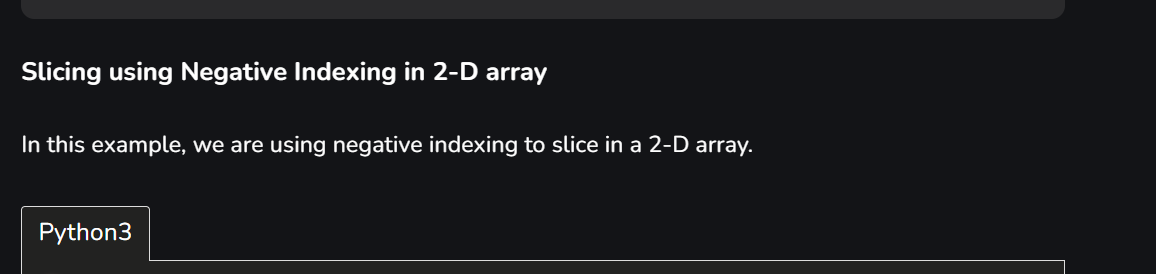 Slicing using Negative Indexing in 2-D array
In this example, we are using negative indexing to slice in a 2-D array.
Python3